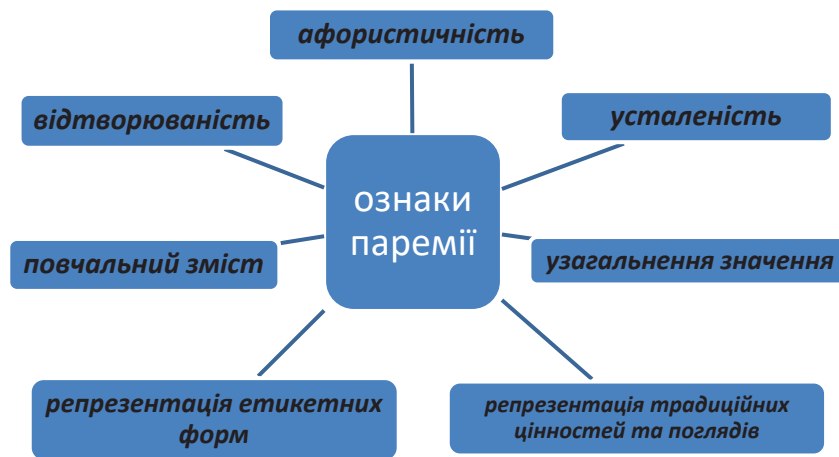 афористичність
відтворюваність
усталеність
ознаки
паремії
повчальний зміст
узагальнення значення
репрезентація етикетних
форм
репрезентація традиційних
цінностей та поглядів